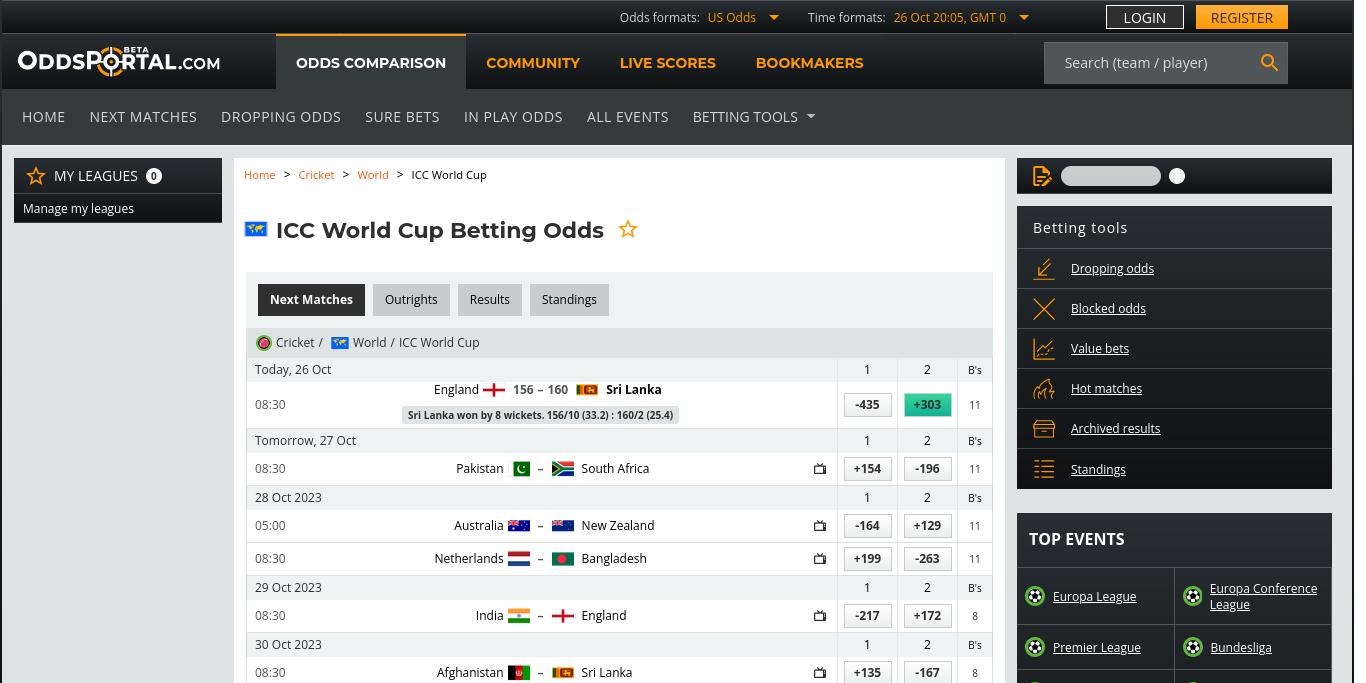 Odds formats: US Odds Time formats: 26 Oct 20:05, GMT 0 LOGIN REGISTER
ODDSPORTAL.COM BETA
ODDS COMPARISON COMMUNITY LIVE SCORES BOOKMAKERS Search (team / player)
HOME NEXT MATCHES DROPPING ODDS SURE BETS IN PLAY ODDS ALL EVENTS BETTING TOOLS
MY LEAGUES 0
Manage my leagues
Home > Cricket > World > ICC World Cup
ICC World Cup Betting Odds
Next Matches Outrights Results Standings
Cricket / World / ICC World Cup
Today, 26 Oct 1 2 B's
England 156 – 160 Sri Lanka
08:30 -435 +303 11
Sri Lanka won by 8 wickets. 156/10 (33.2) : 160/2 (25.4)
Tomorrow, 27 Oct 1 2 B's
08:30 Pakistan – South Africa +154 -196 11
28 Oct 2023 1 2 B's
05:00 Australia – New Zealand -164 +129 11
08:30 Netherlands – Bangladesh +199 -263 11
29 Oct 2023 1 2 B's
08:30 India – England -217 +172 8
30 Oct 2023 1 2 B's
08:30 Afghanistan – Sri Lanka +135 -167 8
Betting tools
Dropping odds
Blocked odds
Value bets
Hot matches
Archived results
Standings
TOP EVENTS
Europa League
Europa Conference
League
Premier League
Bundesliga